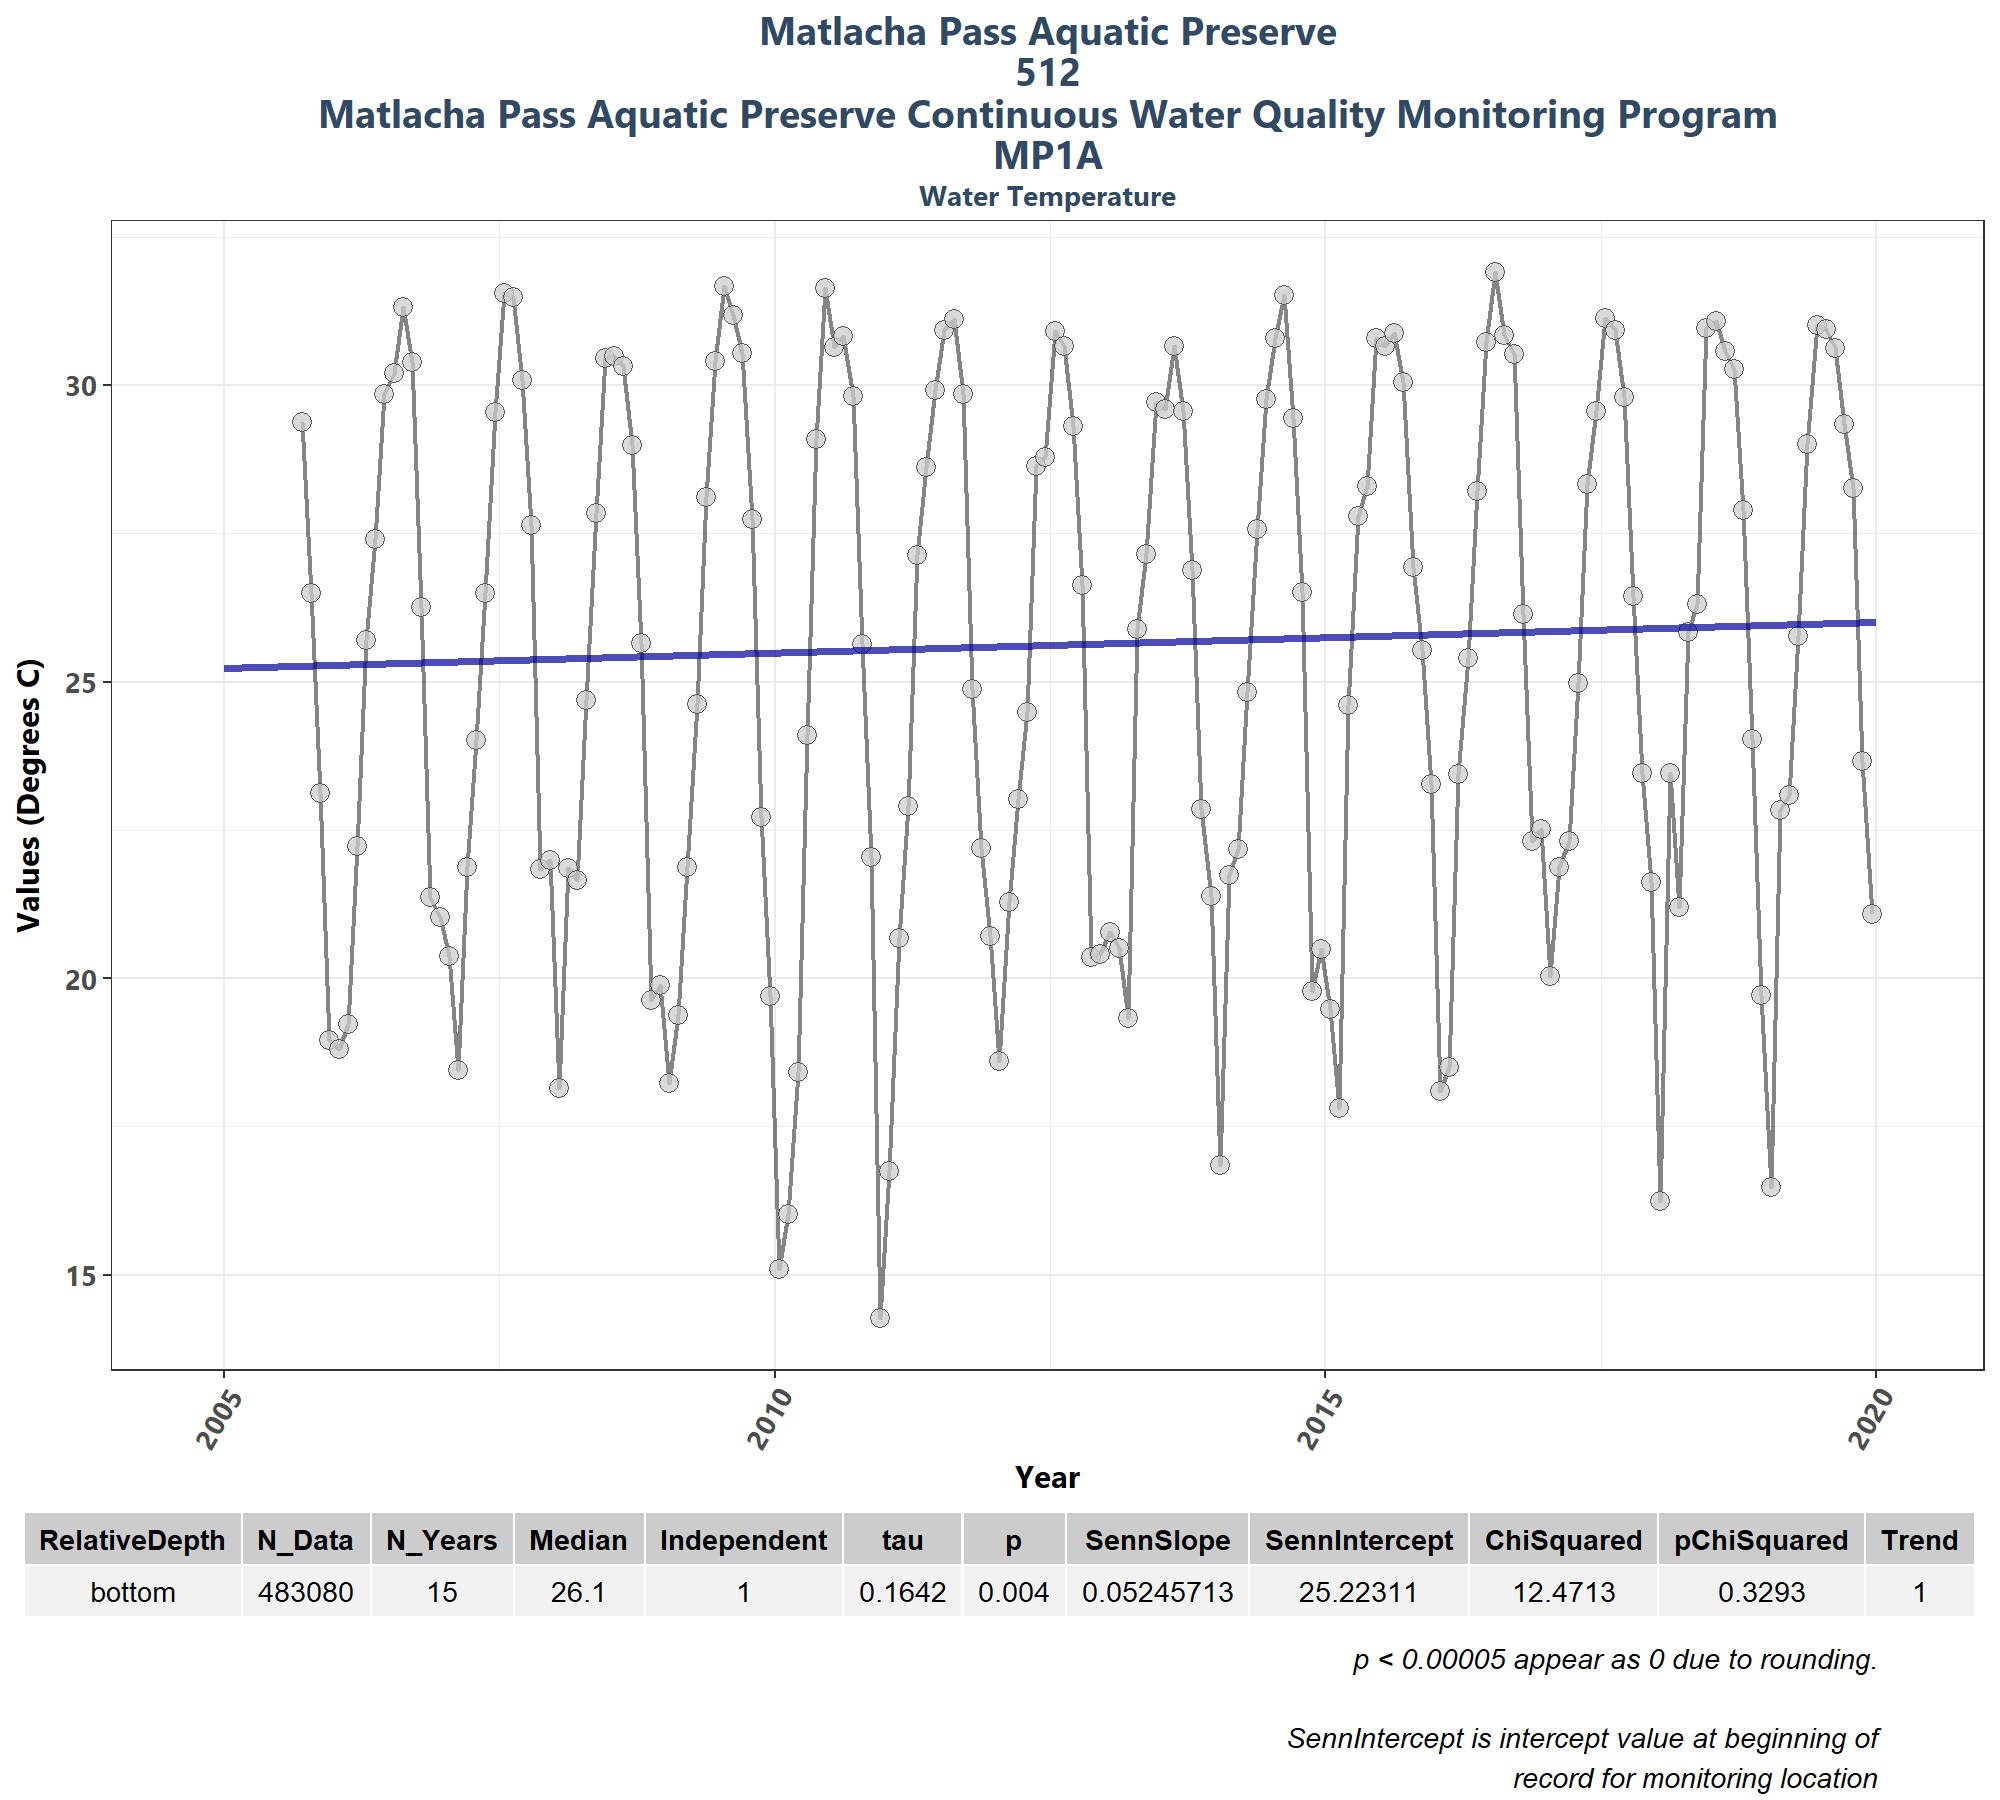 Matlacha Pass Aquatic Preserve
512
Matlacha Pass Aquatic Preserve Continuous Water Quality Monitoring Program
MP1A
Water Temperature
Values (Degrees C)
30
25
20
15
2005
2010
2015
2020
Year
RelativeDepth N_Data N_Years Median Independent tau p SennSlope SennIntercept ChiSquared pChiSquared Trend
bottom 483080 15 26.1 1 0.1642 0.004 0.05245713 25.22311 12.4713 0.3293 1
p < 0.00005 appear as 0 due to rounding.
SennIntercept is intercept value at beginning of
record for monitoring location